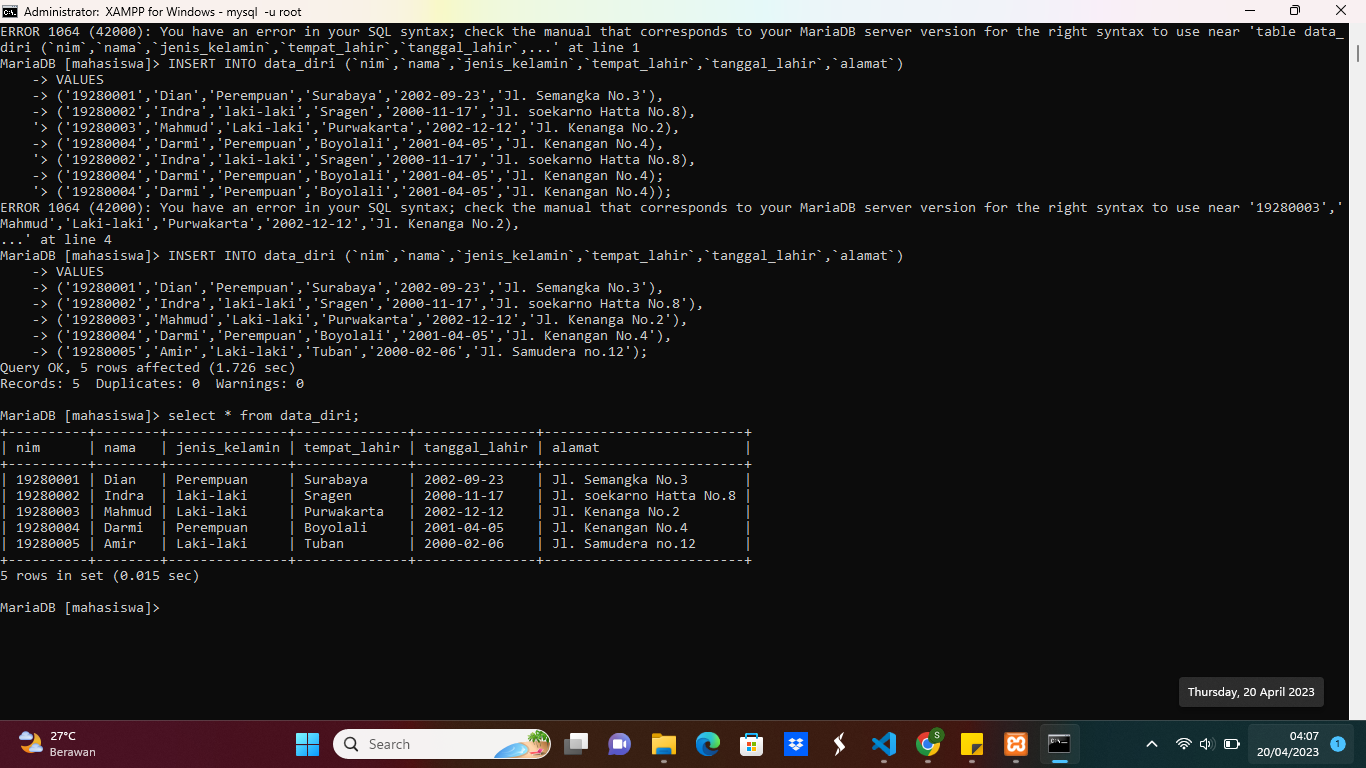 Administrator: XAMPP for Windows - mysql -u root
ERROR 1064 (42000): You have an error in your SQL syntax; check the manual that corresponds to your MariaDB server version for the right syntax to use near 'table data_
diri (`nim`,`nama`,`jenis_kelamin`,`tempat_lahir`,`tanggal_lahir`,...' at line 1
MariaDB [mahasiswa]> INSERT INTO data_diri (`nim`,`nama`,`jenis_kelamin`,`tempat_lahir`,`tanggal_lahir`,`alamat`)
    -> VALUES
    -> ('19280001','Dian','Perempuan','Surabaya','2002-09-23','Jl. Semangka No.3'),
    -> ('19280002','Indra','laki-laki','Sragen','2000-11-17','Jl. soekarno Hatta No.8),
    '> ('19280003','Mahmud','Laki-laki','Purwakarta','2002-12-12','Jl. Kenanga No.2),
    -> ('19280004','Darmi','Perempuan','Boyolali','2001-04-05','Jl. Kenangan No.4),
    '> ('19280002','Indra','laki-laki','Sragen','2000-11-17','Jl. soekarno Hatta No.8),
    -> ('19280004','Darmi','Perempuan','Boyolali','2001-04-05','Jl. Kenangan No.4);
    '> ('19280004','Darmi','Perempuan','Boyolali','2001-04-05','Jl. Kenangan No.4));
ERROR 1064 (42000): You have an error in your SQL syntax; check the manual that corresponds to your MariaDB server version for the right syntax to use near '19280003','
Mahmud','Laki-laki','Purwakarta','2002-12-12','Jl. Kenanga No.2),
...' at line 4
MariaDB [mahasiswa]> INSERT INTO data_diri (`nim`,`nama`,`jenis_kelamin`,`tempat_lahir`,`tanggal_lahir`,`alamat`)
    -> VALUES
    -> ('19280001','Dian','Perempuan','Surabaya','2002-09-23','Jl. Semangka No.3'),
    -> ('19280002','Indra','laki-laki','Sragen','2000-11-17','Jl. soekarno Hatta No.8'),
    -> ('19280003','Mahmud','Laki-laki','Purwakarta','2002-12-12','Jl. Kenanga No.2'),
    -> ('19280004','Darmi','Perempuan','Boyolali','2001-04-05','Jl. Kenangan No.4'),
    -> ('19280005','Amir','Laki-laki','Tuban','2000-02-06','Jl. Samudera no.12');
Query OK, 5 rows affected (1.726 sec)
Records: 5  Duplicates: 0  Warnings: 0
MariaDB [mahasiswa]> select * from data_diri;
+----------+--------+---------------+--------------+---------------+-------------------------+
| nim      | nama   | jenis_kelamin | tempat_lahir | tanggal_lahir | alamat                  |
+----------+--------+---------------+--------------+---------------+-------------------------+
| 19280001 | Dian   | Perempuan     | Surabaya     | 2002-09-23    | Jl. Semangka No.3       |
| 19280002 | Indra  | laki-laki     | Sragen       | 2000-11-17    | Jl. soekarno Hatta No.8 |
| 19280003 | Mahmud | Laki-laki     | Purwakarta   | 2002-12-12    | Jl. Kenanga No.2        |
| 19280004 | Darmi  | Perempuan     | Boyolali     | 2001-04-05    | Jl. Kenangan No.4       |
| 19280005 | Amir   | Laki-laki     | Tuban        | 2000-02-06    | Jl. Samudera no.12      |
+----------+--------+---------------+--------------+---------------+-------------------------+
5 rows in set (0.015 sec)
MariaDB [mahasiswa]>
Thursday, 20 April 2023
27°C
Berawan
Search
S
04:07
20/04/2023
1